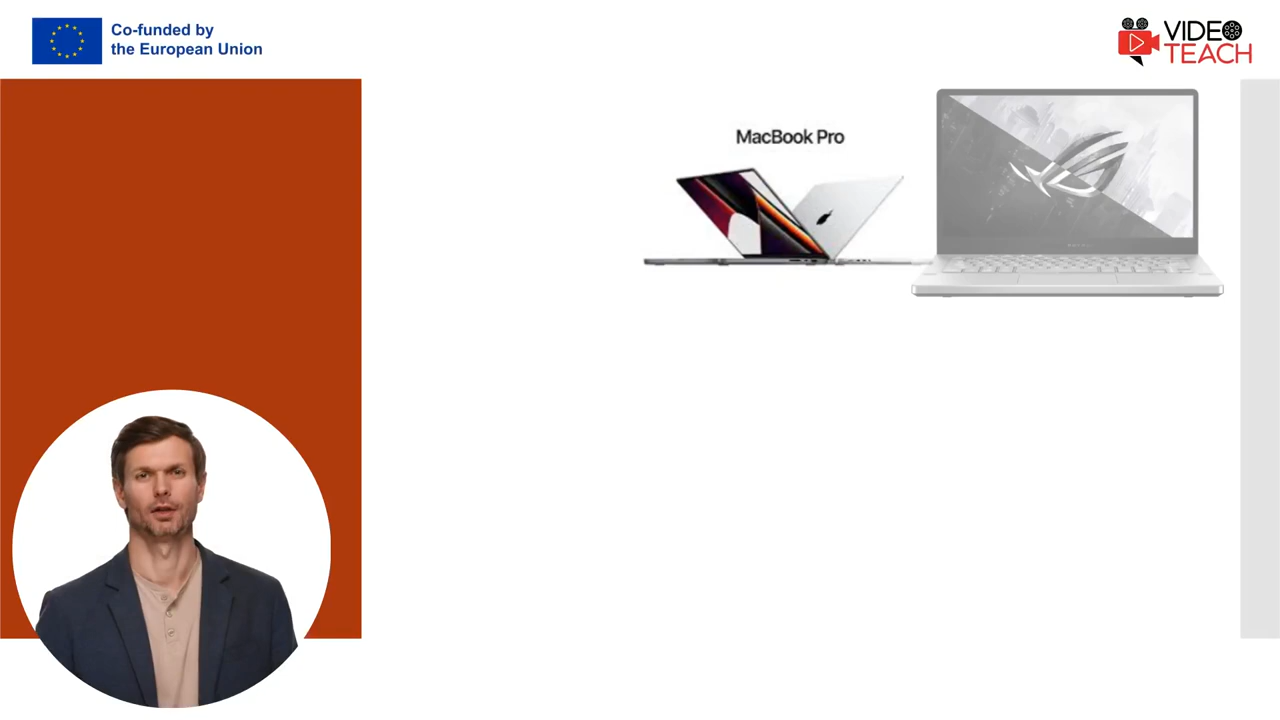 Co-funded by
the European Union
VIDEO
TEACH
MacBook Pro